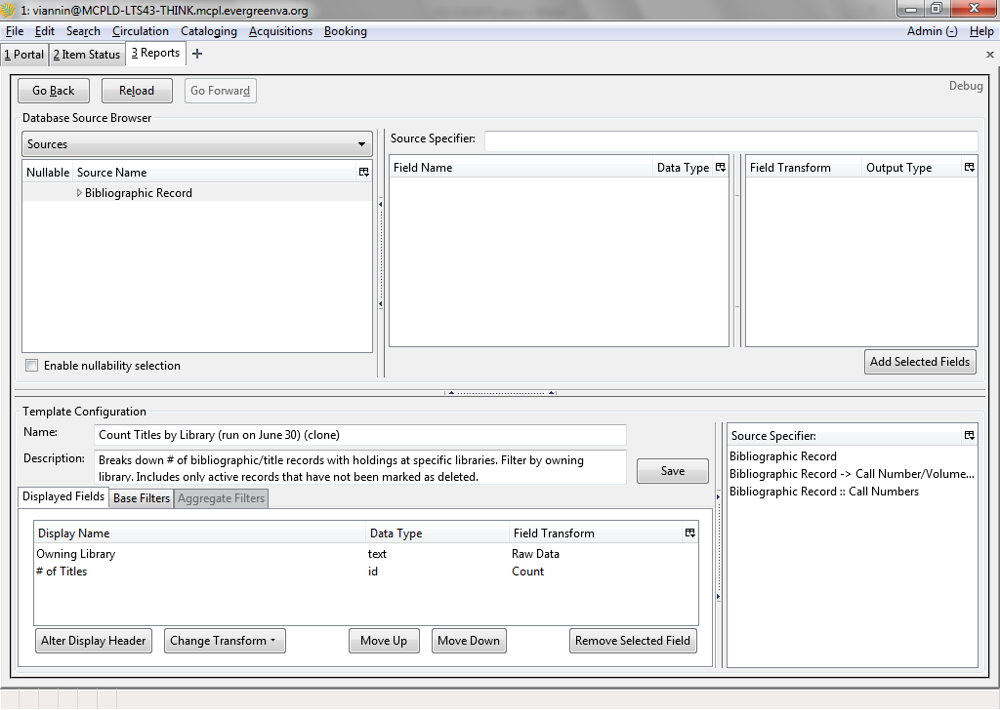 1: viannin@MCPLD-LTS43-THINK.mcpl.evergreenva.org
File Edit Search Circulation Cataloging Acquisitions Booking Admin (-) Help
1 Portal 2 Item Status 3 Reports
Go Back Reload Go Forward Debug
Database Source Browser
Sources
Source Specifier:
Nullable Source Name
Field Name Data Type
Field Transform Output Type
Bibliographic Record
Enable nullability selection
Add Selected Fields
Template Configuration
Name: Count Titles by Library (run on June 30) (clone)
Description: Breaks down # of bibliographic/title records with holdings at specific libraries. Filter by owning
library. Includes only active records that have not been marked as deleted.
Save
Source Specifier:
Bibliographic Record
Bibliographic Record -> Call Number/Volume...
Bibliographic Record :: Call Numbers
Displayed Fields Base Filters Aggregate Filters
Display Name Data Type Field Transform
Owning Library text Raw Data
# of Titles id Count
Alter Display Header Change Transform Move Up Move Down Remove Selected Field